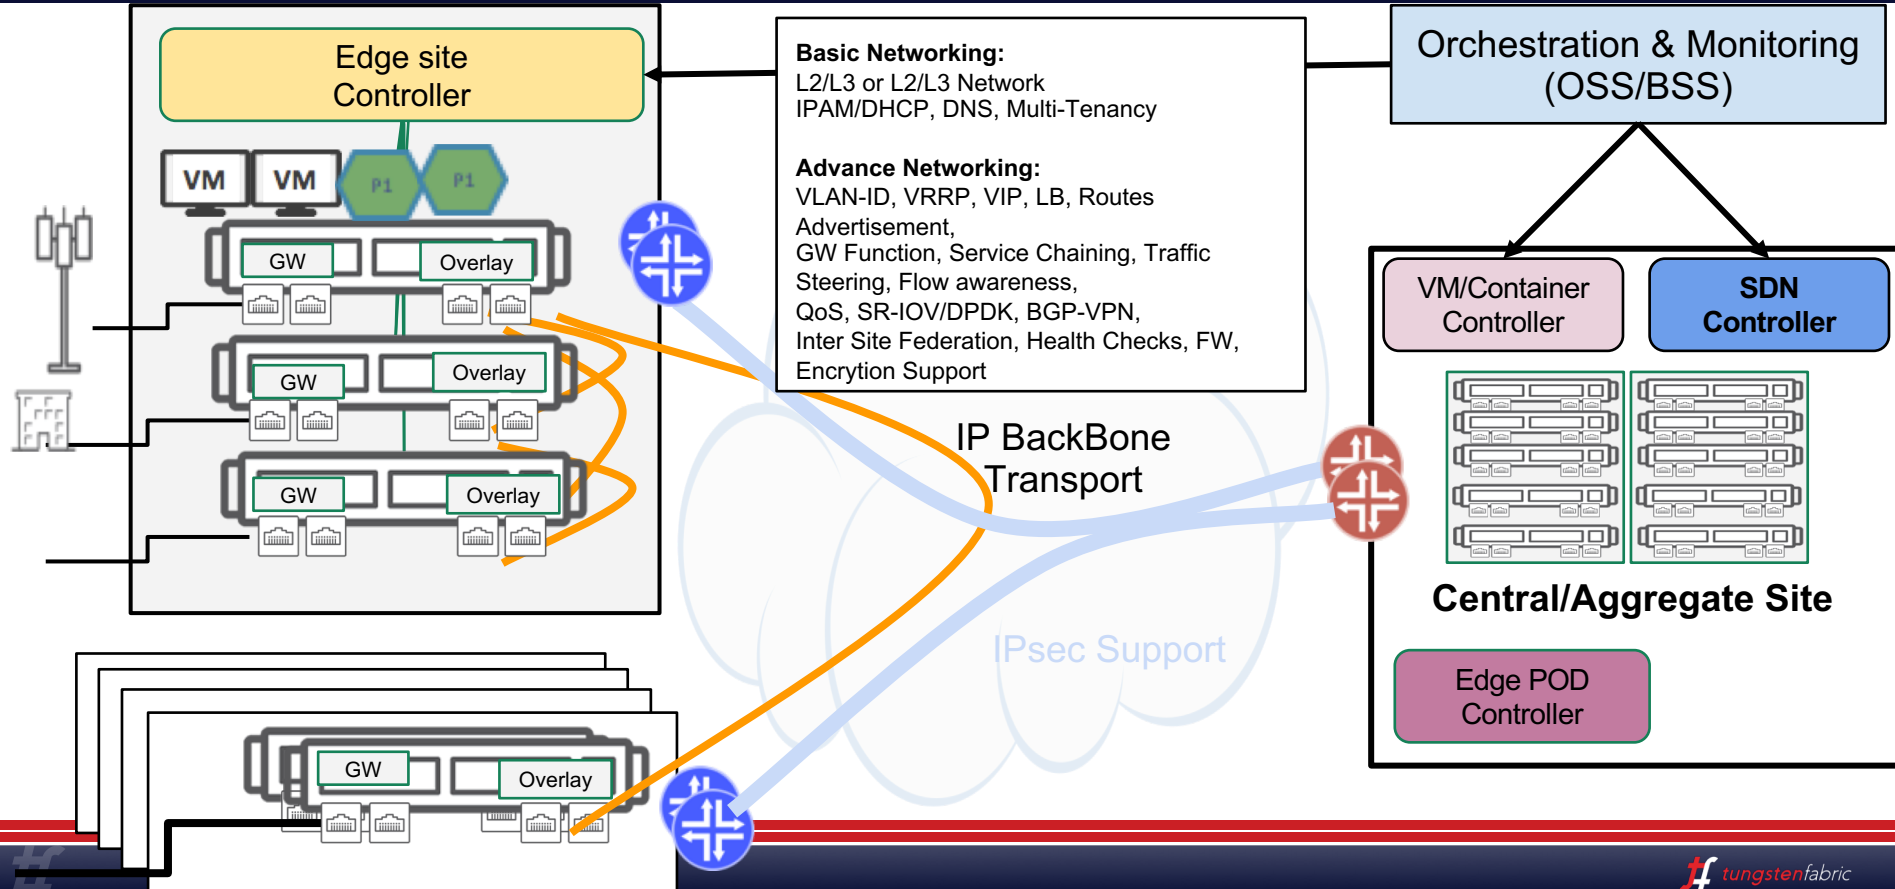 Edge site
Controller
VM
VM
P1
P1
GW
Overlay
GW
Overlay
GW
Overlay
GW
Overlay
Basic Networking:
L2/L3 or L2/L3 Network
IPAM/DHCP, DNS, Multi-Tenancy
Advance Networking:
VLAN-ID, VRRP, VIP, LB, Routes
Advertisement,
GW Function, Service Chaining, Traffic
Steering, Flow awareness,
QoS, SR-IOV/DPDK, BGP-VPN,
Inter Site Federation, Health Checks, FW,
Encrytion Support
IP BackBone
Transport
IPsec Support
Orchestration & Monitoring
(OSS/BSS)
VM/Container
Controller
SDN
Controller
Central/Aggregate Site
Edge POD
Controller
tungstenfabric